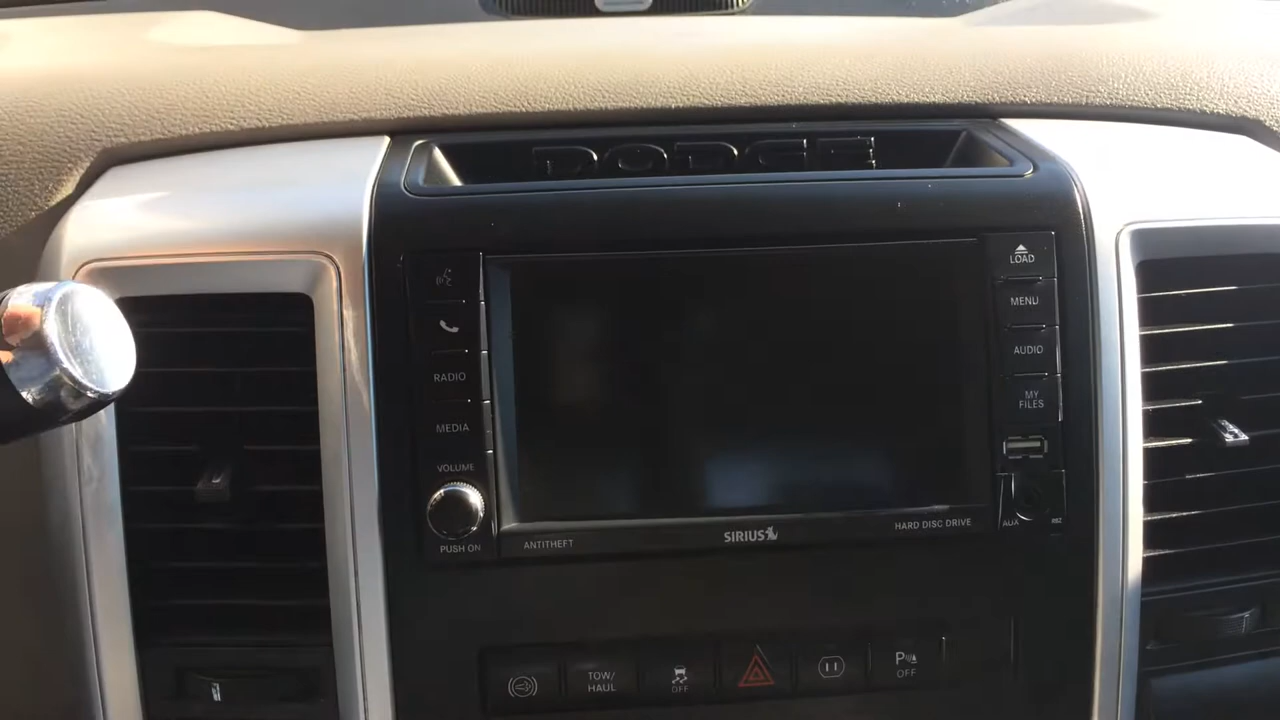 DODGE
LOAD
MENU
RADIO
AUDIO
MEDIA
MY
FILES
VOLUME
PUSH ON
ANTITHEFT
SIRIUS
HARD DISC DRIVE
AUX
TOW/
HAUL
OFF
P
OFF